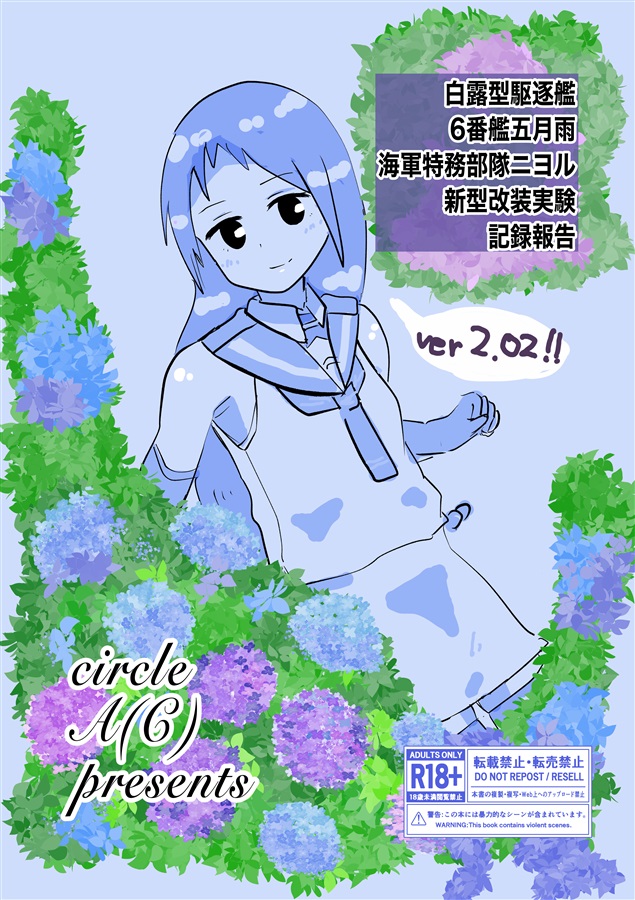 白露型駆逐艦
6番艦五月雨
海軍特務部隊ニヨル
新型改装実験
記録報告
ver 2.02!!
circle
A(C)
presents
ADULTS ONLY
R18+
18歳未満閲覧禁止
転載禁止・転売禁止
DO NOT REPOST / RESELL
本書の複製・複写・Web上へのアップロード禁止
警告:この本には暴力的なシーンが含まれています。
WARNING:This book contains violent scenes.